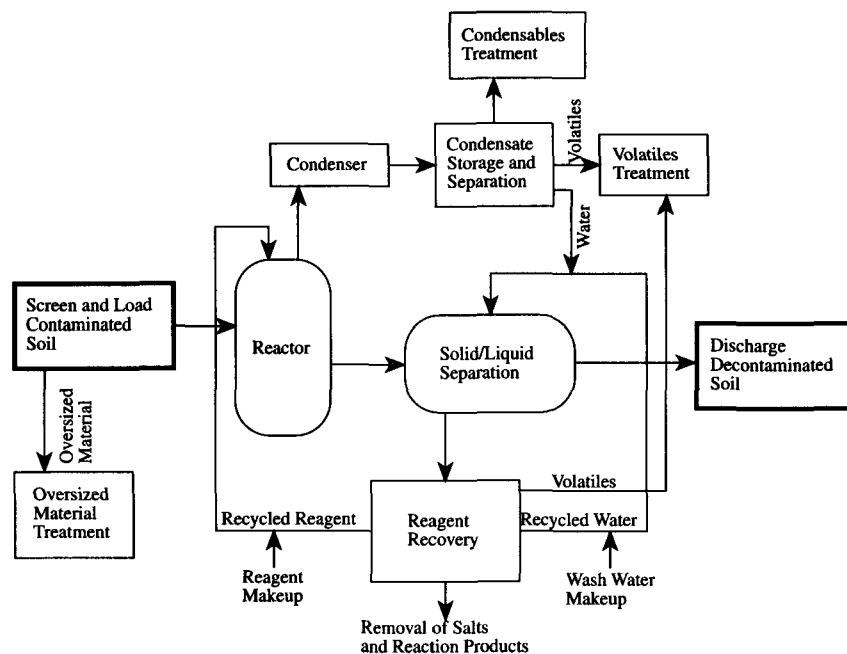 Condensables
Treatment
Condenser
Condensate
Storage and
Separation
Volatiles
Volatiles
Treatment
Water
Screen and Load
Contaminated
Soil
Reactor
Solid/Liquid
Separation
Discharge
Decontaminated
Soil
Oversized
Material
Oversized
Material
Treatment
Volatiles
Recycled Reagent
Reagent
Recovery
Recycled Water
Reagent
Makeup
Wash Water
Makeup
Removal of Salts
and Reaction Products